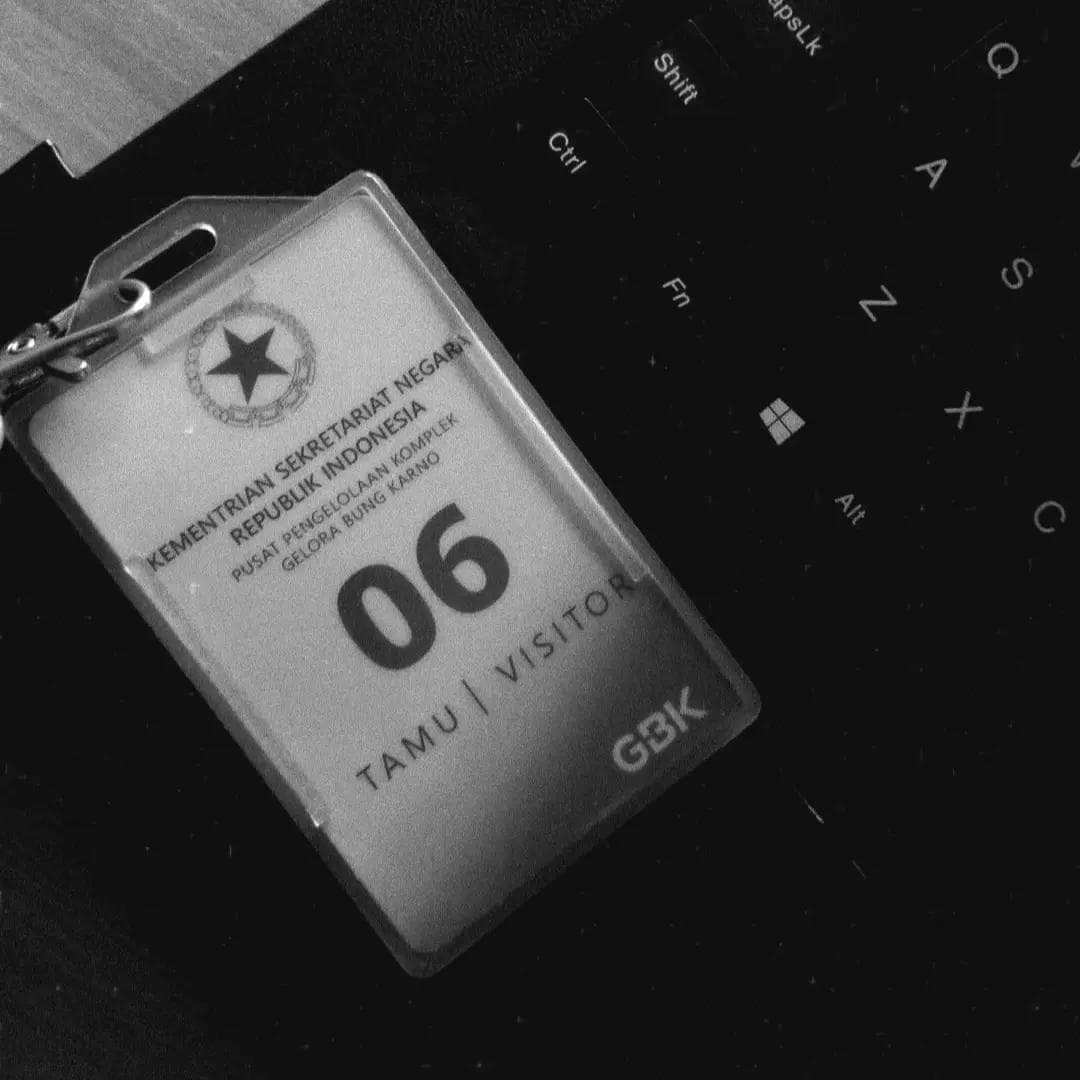 KEMENTRIAN SEKRETARIAT NEGARA
REPUBLIK INDONESIA
PUSAT PENGELOLAAN KOMPLEK
GELORA BUNG KARNO
06
TAMU | VISITOR
GBK
apsLk
Shift
Ctrl
Fn
Alt
Q
A
S
Z
X
C